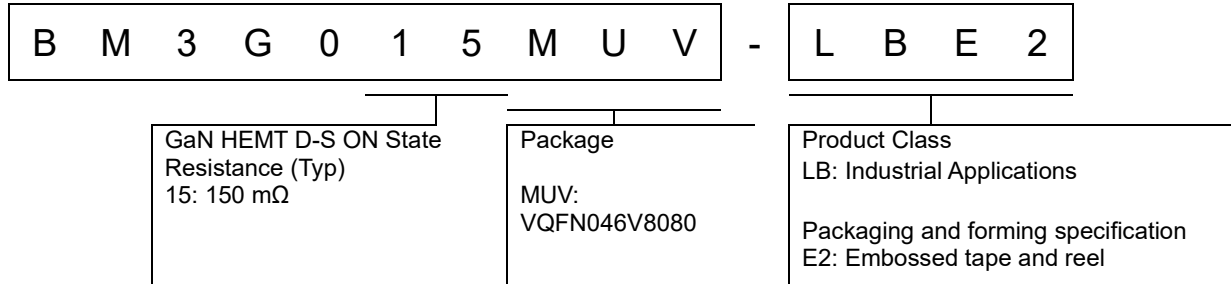 B M 3 G 0 1 5 M U V - L B E 2
GaN HEMT D-S ON State
Resistance (Typ)
15: 150 mΩ
Package
MUV:
VQFN046V8080
Product Class
LB: Industrial Applications
Packaging and forming specification
E2: Embossed tape and reel